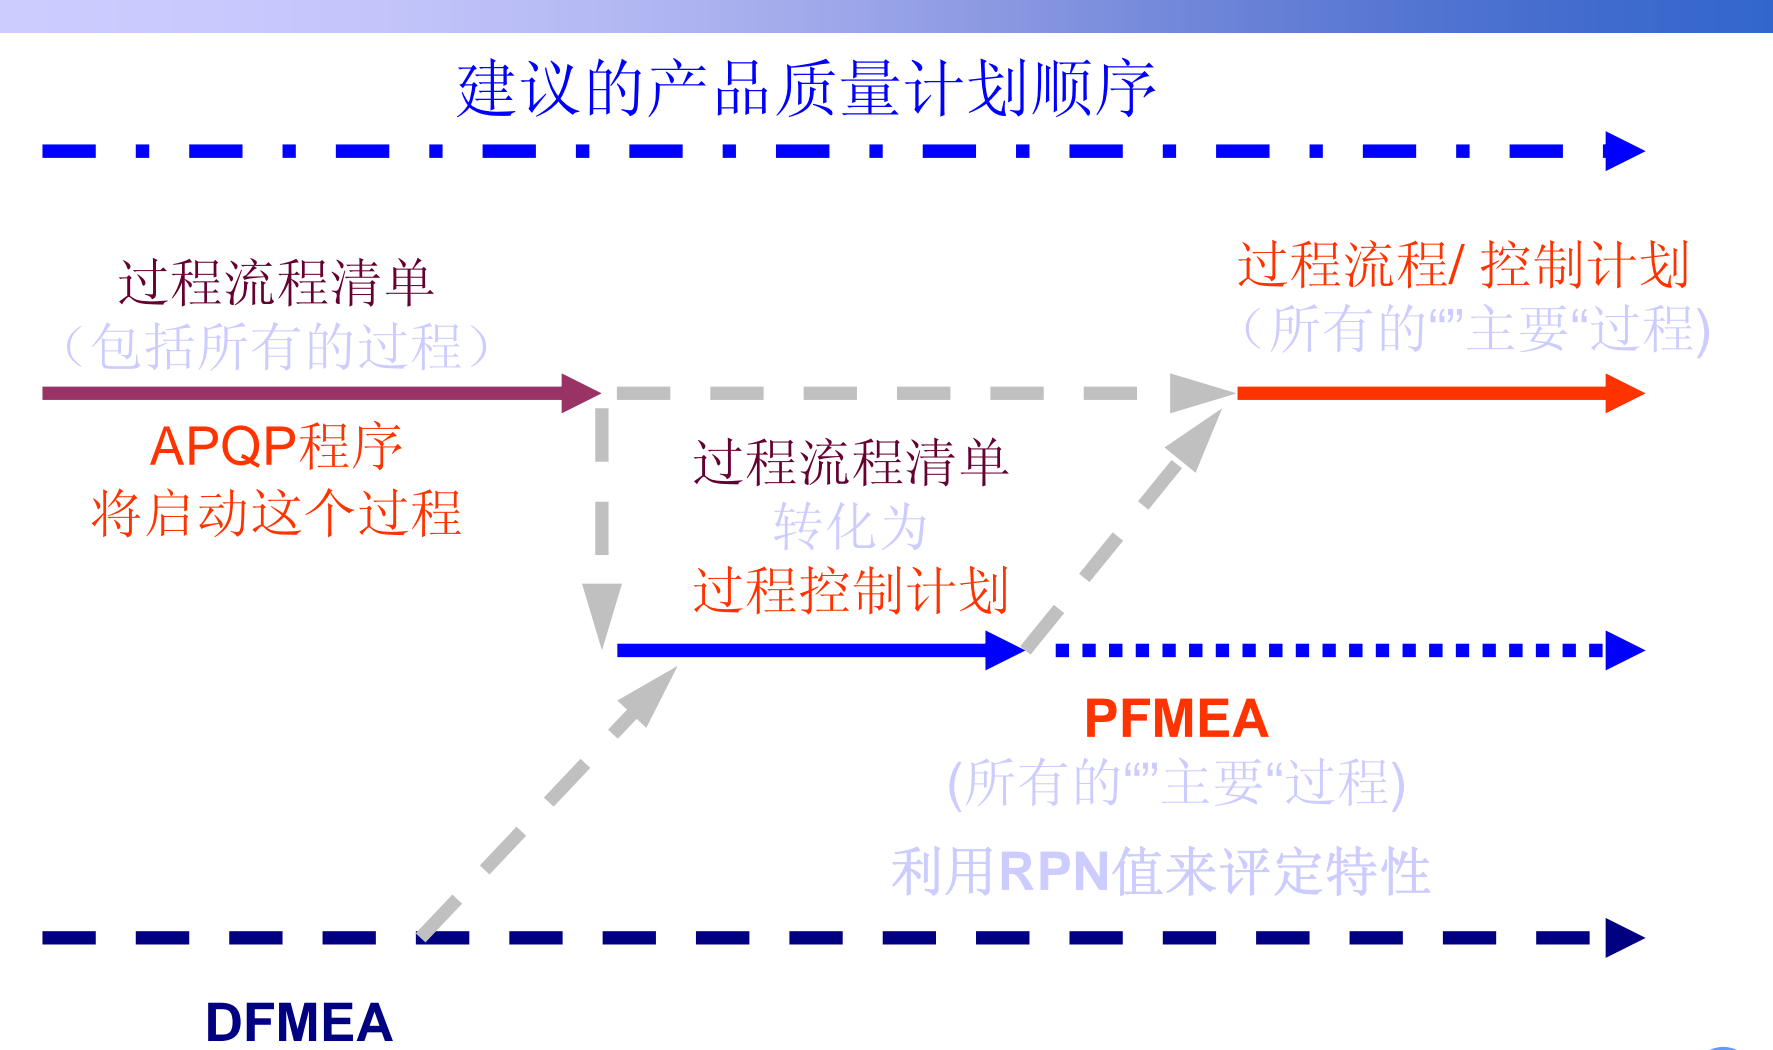 建议的产品质量计划顺序
过程流程清单
（包括所有的过程）
APQP程序
将启动这个过程
过程流程/ 控制计划
（所有的“”主要“过程)
过程流程清单
转化为
过程控制计划
PFMEA
(所有的“”主要“过程)
利用RPN值来评定特性
DFMEA